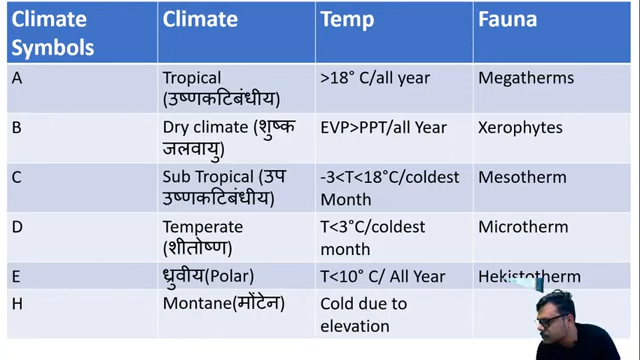 Climate Symbols Climate Temp Fauna
A Tropical (उष्णकटिबंधीय) >18° C/all year Megatherms
B Dry climate (शुष्क जलवायु) EVP>PPT/all Year Xerophytes
C Sub Tropical (उप उष्णकटिबंधीय) -3<T<18°C/coldest Month Mesotherm
D Temperate (शीतोष्ण) T<3°C/coldest month Microtherm
E ध्रुवीय(Polar) T<10° C/ All Year Hekistotherm
H Montane(मोंटेन) Cold due to elevation